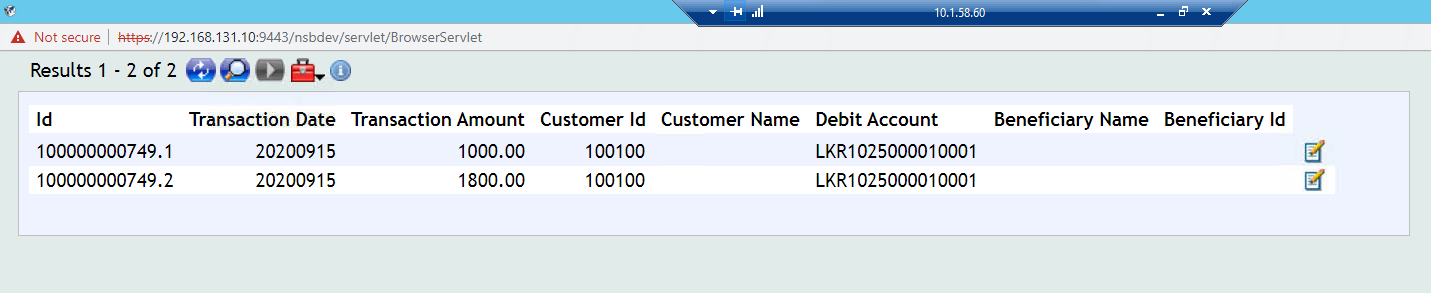 10.1.58.60
Not secure https://192.168.131.10:9443/nsbdev/servlet/BrowserServlet
Results 1 - 2 of 2
Id Transaction Date Transaction Amount Customer Id Customer Name Debit Account Beneficiary Name Beneficiary Id
100000000749.1 20200915 1000.00 100100 LKR1025000010001
100000000749.2 20200915 1800.00 100100 LKR1025000010001